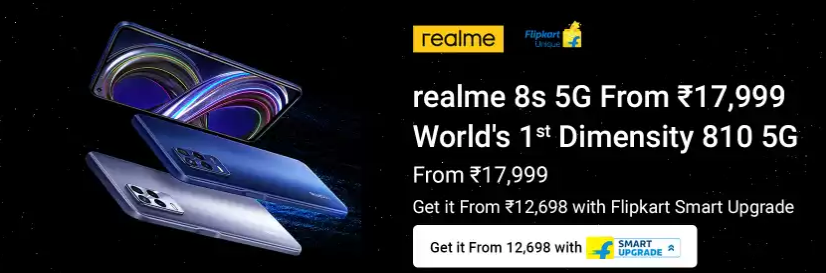 realme
Flipkart
Unique
realme 8s 5G From ₹17,999
World's 1st Dimensity 810 5G
From ₹17,999
Get it From ₹12,698 with Flipkart Smart Upgrade
Get it From 12,698 with SMART
UPGRADE